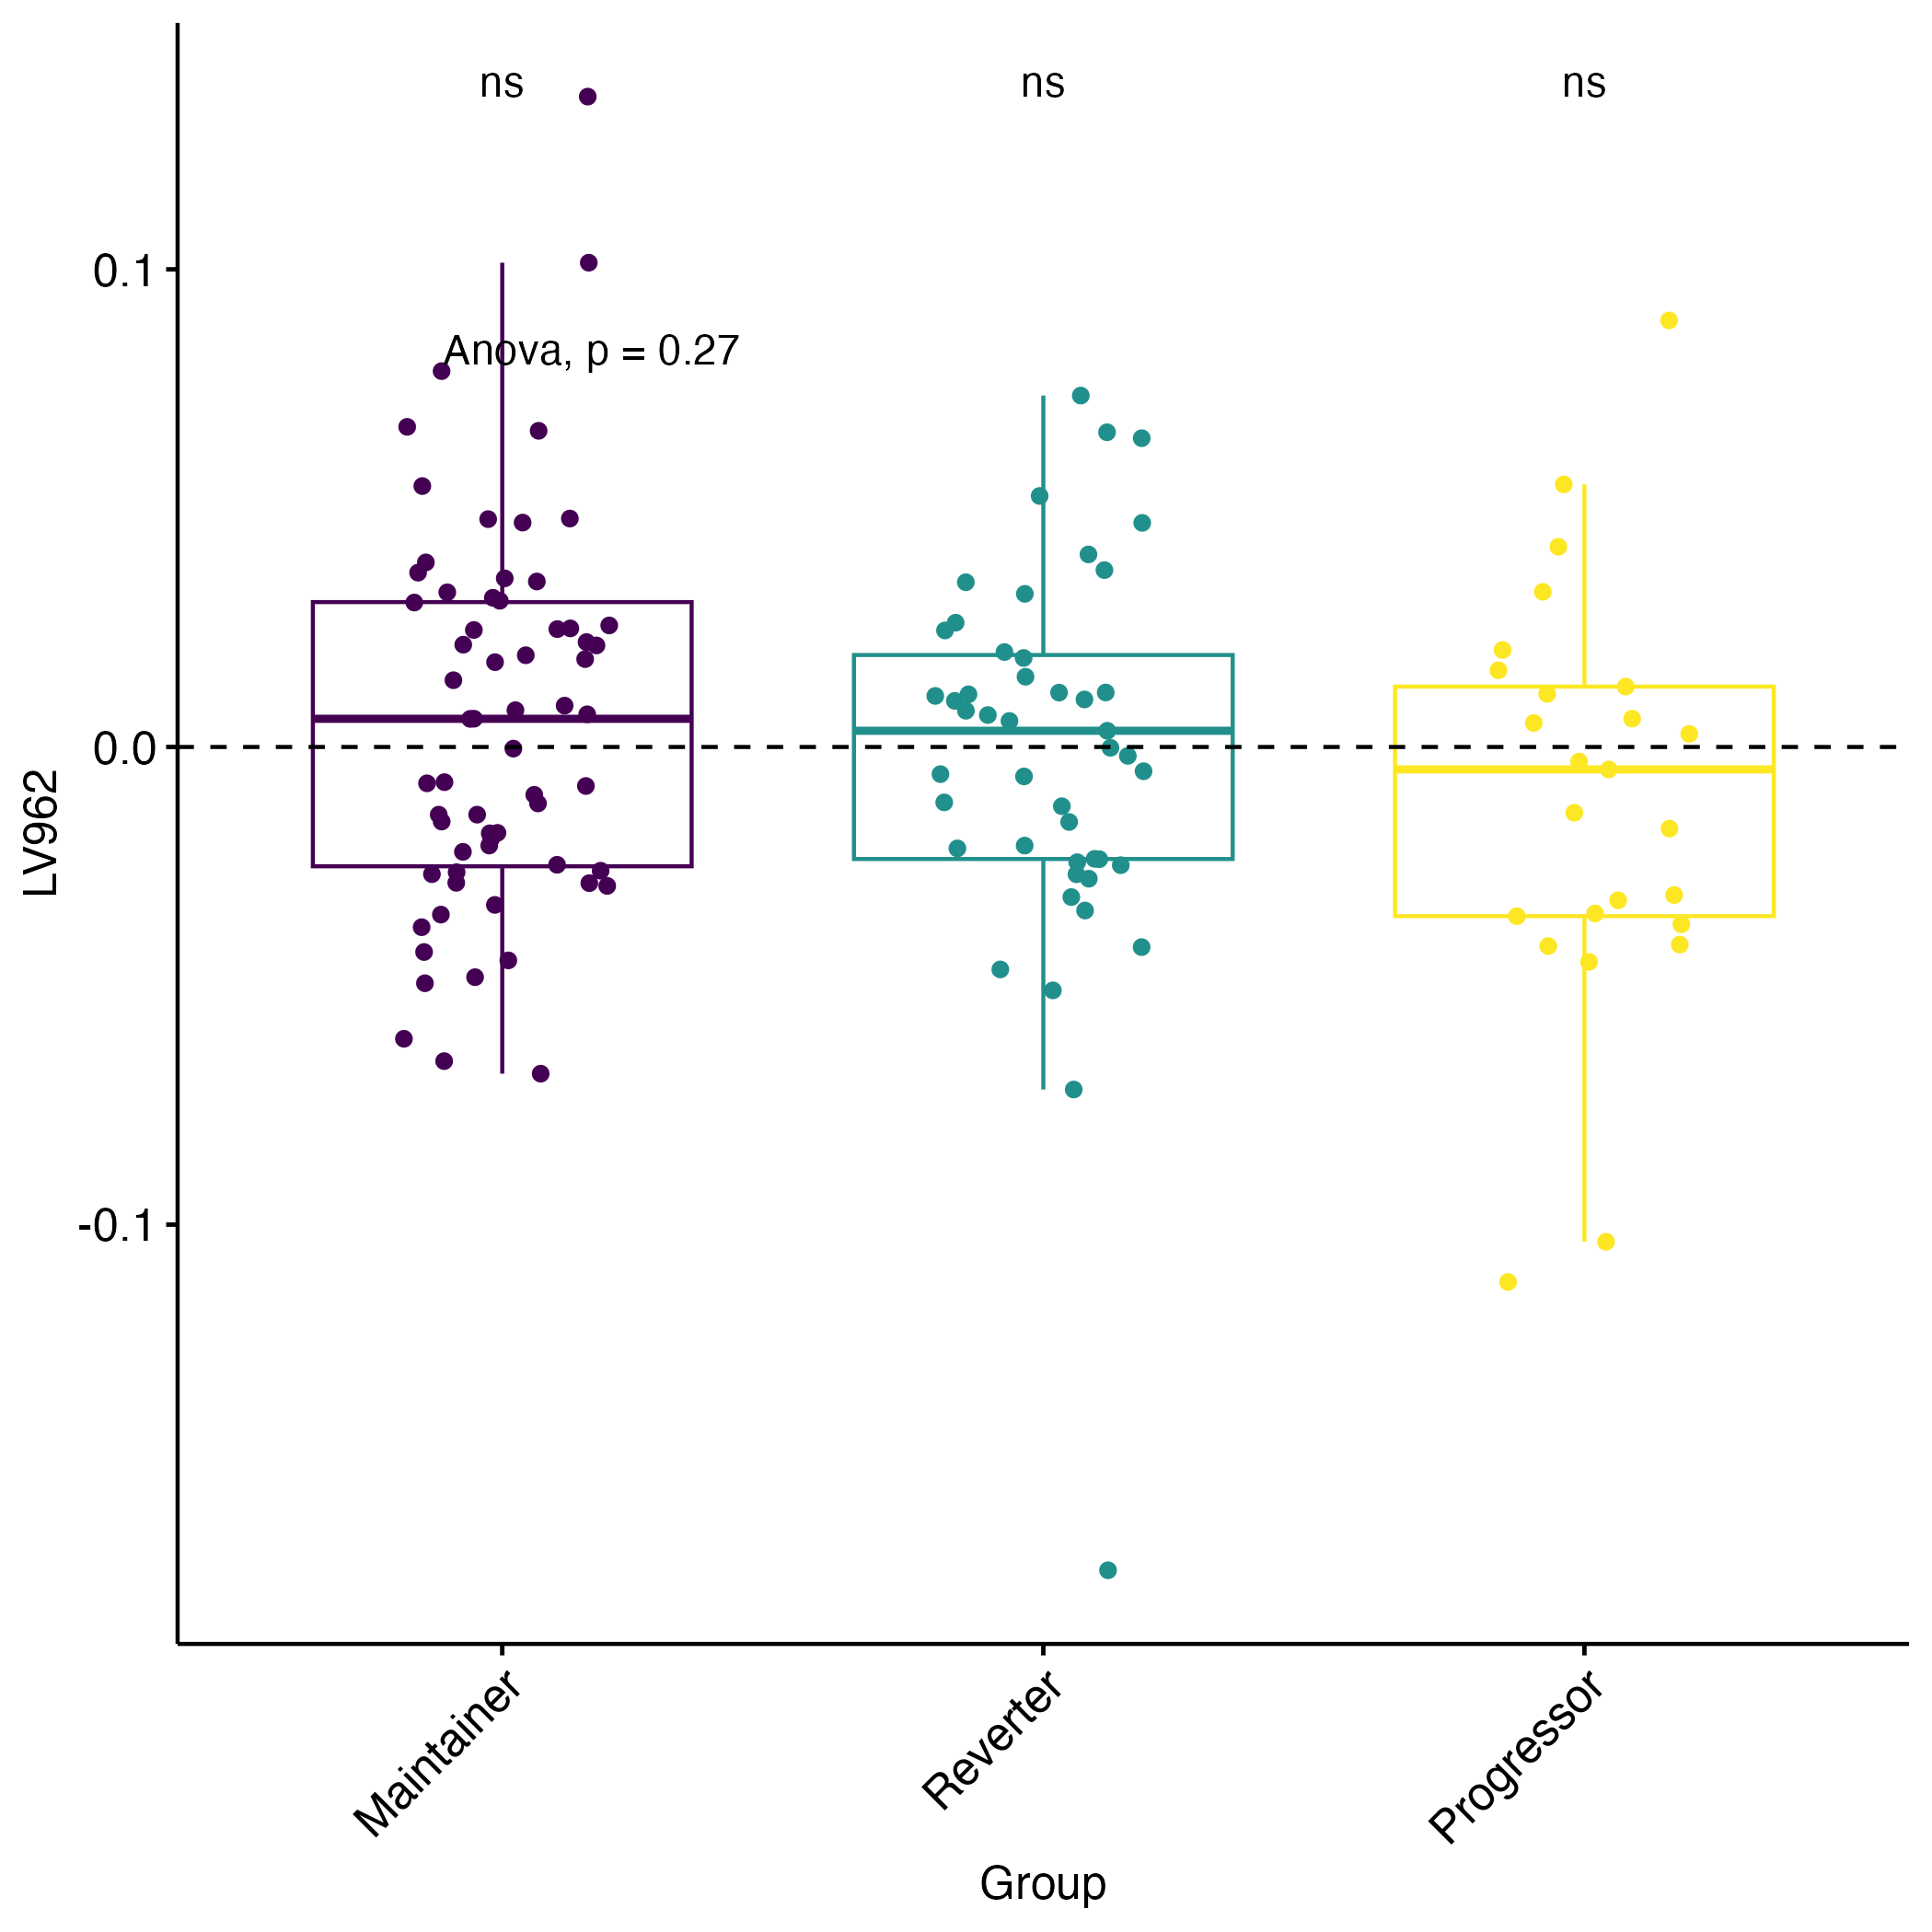 ns ns ns
0.1
Anova, p = 0.27
0.0
LV962
-0.1
Maintainer
Reverter
Progressor
Group